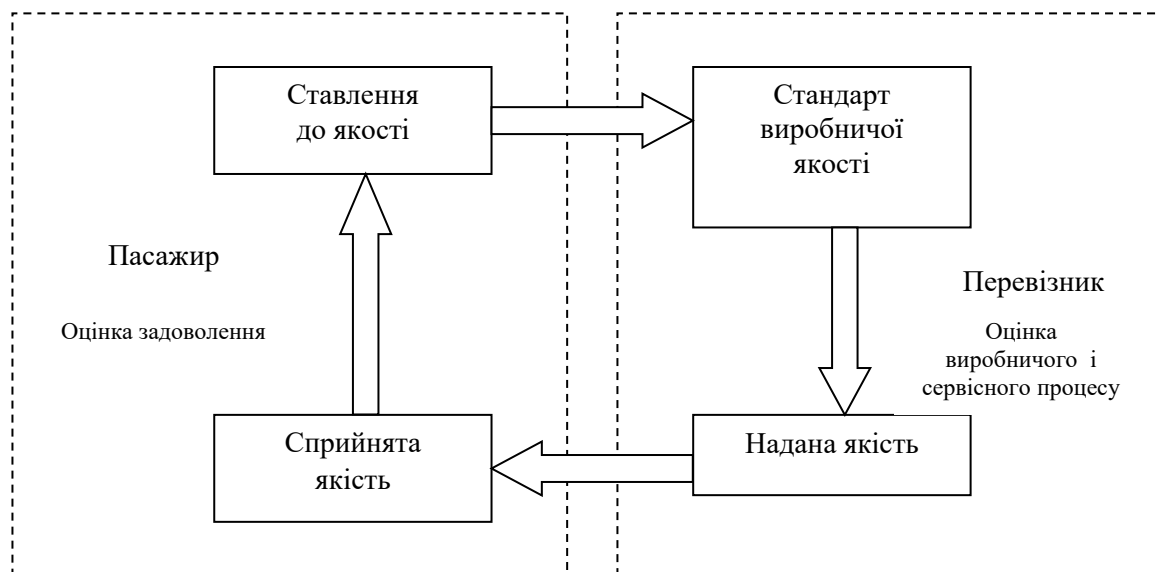 Ставлення
до якості
Стандарт
виробничої
якості
Пасажир
Оцінка задоволення
Перевізник
Оцінка
виробничого і
сервісного процесу
Сприйнята
якість
Надана якість